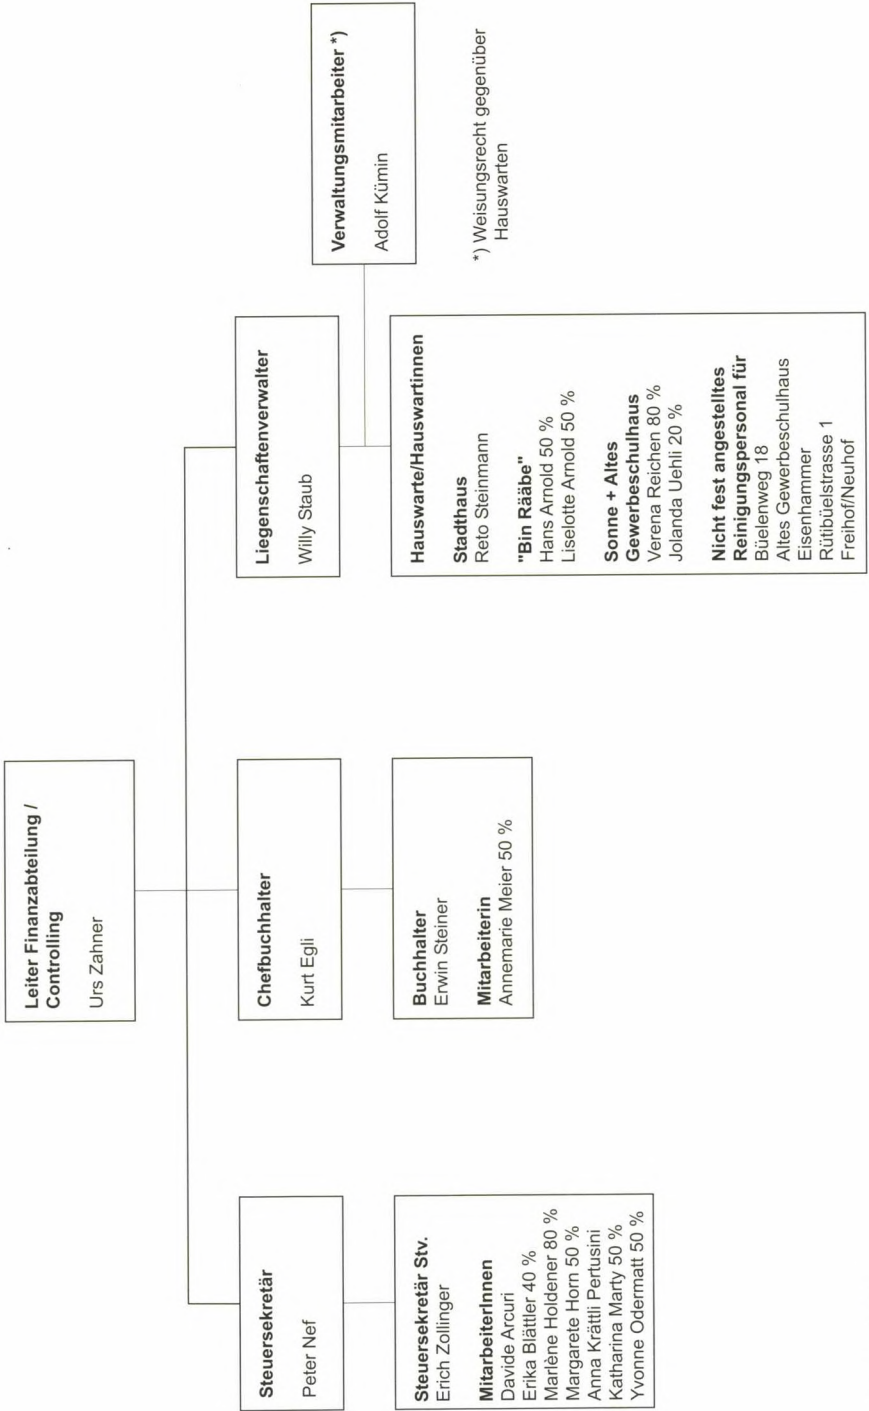 Leiter Finanzabteilung /
Controlling
Urs Zahner
Steuersekretär
Peter Nef
Steuersekretär Stv.
Erich Zollinger
MitarbeiterInnen
Davide Arcuri
Erika Blättler 40 %
Marlène Holdener 80 %
Margarete Horn 50 %
Anna Krättli Pertusini
Katharina Marty 50 %
Yvonne Odermatt 50 %
Chefbuchhalter
Kurt Egli
Buchhalter
Erwin Steiner
Mitarbeiterin
Annemarie Meier 50 %
Liegenschaftenverwalter
Willy Staub
Verwaltungsmitarbeiter *)
Adolf Kümin
Hauswarte/Hauswartinnen
Stadthaus
Reto Steinmann
"Bin Rääbe"
Hans Arnold 50 %
Liselotte Arnold 50 %
Sonne + Altes
Gewerbeschulhaus
Verena Reichen 80 %
Jolanda Uehli 20 %
Nicht fest angestelltes
Reinigungspersonal für
Büelenweg 18
Altes Gewerbeschulhaus
Eisenhammer
Rütibüelstrasse 1
Freihof/Neuhof
*) Weisungsrecht gegenüber
Hauswarten